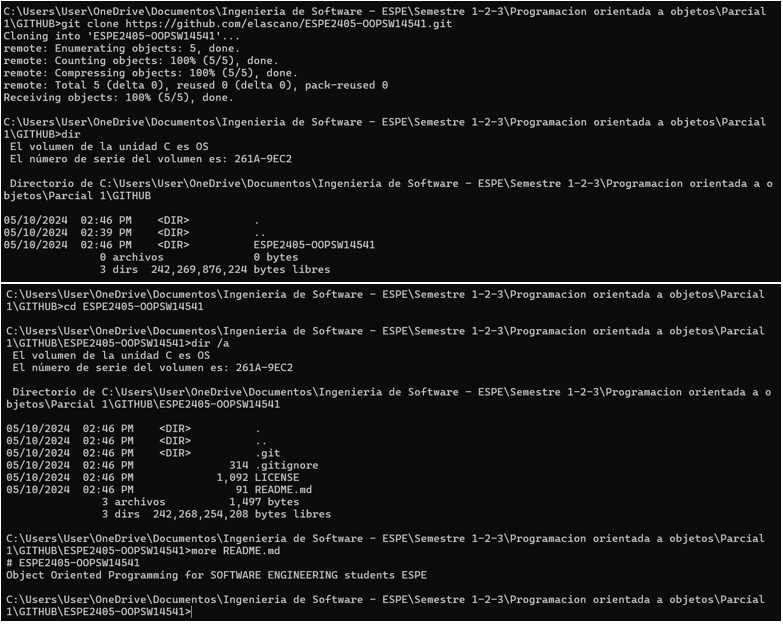 C:\Users\User\OneDrive\Documentos\Ingenieria de Software - ESPE\Semestre 1-2-3\Programacion orientada a objetos\Parcial
1\GITHUB>git clone https://github.com/elascano/ESPE2405-OOPSW14541.git
Cloning into 'ESPE2405-OOPSW14541'...
remote: Enumerating objects: 5, done.
remote: Counting objects: 100% (5/5), done.
remote: Compressing objects: 100% (5/5), done.
remote: Total 5 (delta 0), reused 0 (delta 0), pack-reused 0
Receiving objects: 100% (5/5), done.
C:\Users\User\OneDrive\Documentos\Ingenieria de Software - ESPE\Semestre 1-2-3\Programacion orientada a objetos\Parcial
1\GITHUB>dir
 El volumen de la unidad C es OS
 El número de serie del volumen es: 261A-9EC2
 Directorio de C:\Users\User\OneDrive\Documentos\Ingenieria de Software - ESPE\Semestre 1-2-3\Programacion orientada a o
bjetos\Parcial 1\GITHUB
05/10/2024  02:46 PM    <DIR>          .
05/10/2024  02:39 PM    <DIR>          ..
05/10/2024  02:46 PM    <DIR>          ESPE2405-OOPSW14541
               0 archivos              0 bytes
               3 dirs  242,269,876,224 bytes libres
C:\Users\User\OneDrive\Documentos\Ingenieria de Software - ESPE\Semestre 1-2-3\Programacion orientada a objetos\Parcial
1\GITHUB>cd ESPE2405-OOPSW14541
C:\Users\User\OneDrive\Documentos\Ingenieria de Software - ESPE\Semestre 1-2-3\Programacion orientada a objetos\Parcial
1\GITHUB\ESPE2405-OOPSW14541>dir /a
 El volumen de la unidad C es OS
 El número de serie del volumen es: 261A-9EC2
 Directorio de C:\Users\User\OneDrive\Documentos\Ingenieria de Software - ESPE\Semestre 1-2-3\Programacion orientada a o
bjetos\Parcial 1\GITHUB\ESPE2405-OOPSW14541
05/10/2024  02:46 PM    <DIR>          .
05/10/2024  02:46 PM    <DIR>          ..
05/10/2024  02:46 PM    <DIR>          .git
05/10/2024  02:46 PM               314 .gitignore
05/10/2024  02:46 PM             1,092 LICENSE
05/10/2024  02:46 PM                91 README.md
               3 archivos          1,497 bytes
               3 dirs  242,268,254,208 bytes libres
C:\Users\User\OneDrive\Documentos\Ingenieria de Software - ESPE\Semestre 1-2-3\Programacion orientada a objetos\Parcial
1\GITHUB\ESPE2405-OOPSW14541>more README.md
# ESPE2405-OOPSW14541
Object Oriented Programming for SOFTWARE ENGINEERING students ESPE
C:\Users\User\OneDrive\Documentos\Ingenieria de Software - ESPE\Semestre 1-2-3\Programacion orientada a objetos\Parcial
1\GITHUB\ESPE2405-OOPSW14541>